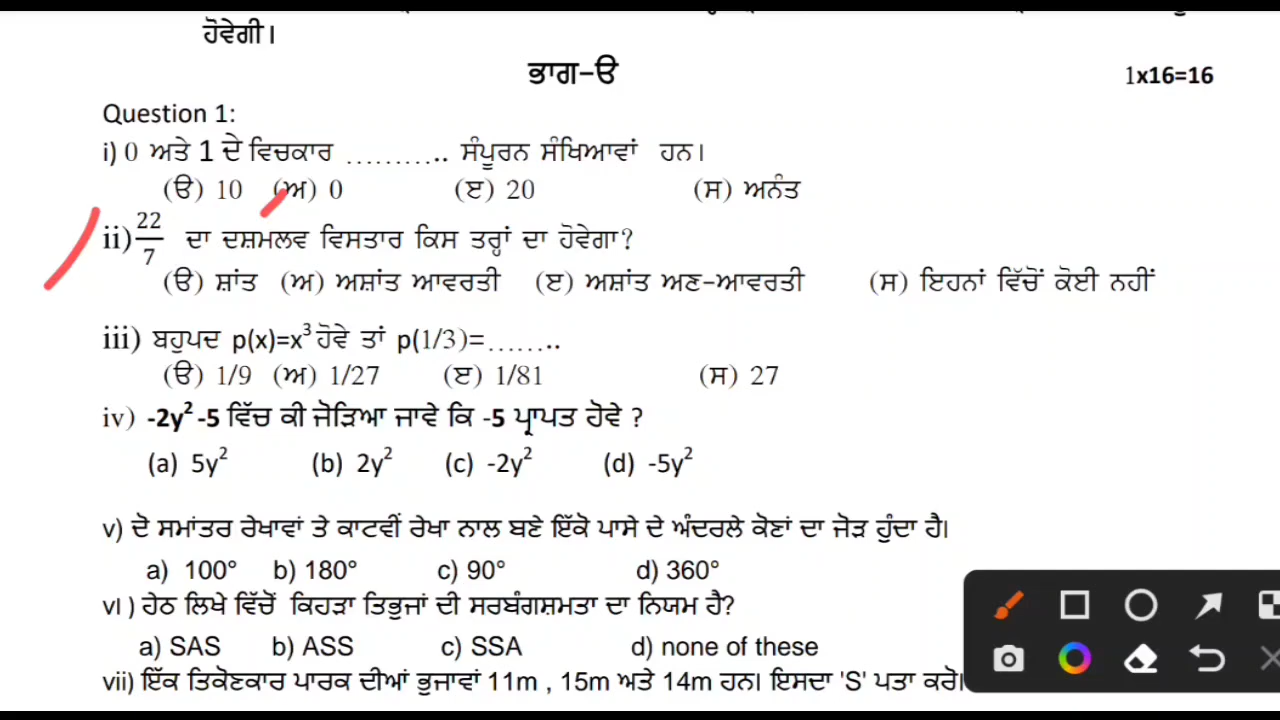 ਹੋਵੇਗੀ।
ਭਾਗ-ੳ 1x16=16
Question 1:
i) 0 ਅਤੇ 1 ਦੇ ਵਿਚਕਾਰ ........... ਸੰਪੂਰਨ ਸੰਖਿਆਵਾਂ ਹਨ।
(ੳ) 10 (ਅ) 0 (ੲ) 20 (ਸ) ਅਨੰਤ
ii) 22/7 ਦਾ ਦਸ਼ਮਲਵ ਵਿਸਤਾਰ ਕਿਸ ਤਰ੍ਹਾਂ ਦਾ ਹੋਵੇਗਾ?
(ੳ) ਸ਼ਾਂਤ (ਅ) ਅਸ਼ਾਂਤ ਆਵਰਤੀ (ੲ) ਅਸ਼ਾਂਤ ਅਣ-ਆਵਰਤੀ (ਸ) ਇਹਨਾਂ ਵਿੱਚੋਂ ਕੋਈ ਨਹੀਂ
iii) ਬਹੁਪਦ p(x)=x³ ਹੋਵੇ ਤਾਂ p(1/3)=........
(ੳ) 1/9 (ਅ) 1/27 (ੲ) 1/81 (ਸ) 27
iv) -2y² -5 ਵਿੱਚ ਕੀ ਜੋੜਿਆ ਜਾਵੇ ਕਿ -5 ਪ੍ਰਾਪਤ ਹੋਵੇ ?
(a) 5y² (b) 2y² (c) -2y² (d) -5y²
v) ਦੋ ਸਮਾਂਤਰ ਰੇਖਾਵਾਂ ਤੇ ਕਾਟਵੀਂ ਰੇਖਾ ਨਾਲ ਬਣੇ ਇੱਕੋ ਪਾਸੇ ਦੇ ਅੰਦਰਲੇ ਕੋਣਾਂ ਦਾ ਜੋੜ ਹੁੰਦਾ ਹੈ।
a) 100° b) 180° c) 90° d) 360°
vI ) ਹੇਠ ਲਿਖੇ ਵਿੱਚੋਂ ਕਿਹੜਾ ਤਿਭੁਜਾਂ ਦੀ ਸਰਬੰਗਸ਼ਮਤਾ ਦਾ ਨਿਯਮ ਹੈ?
a) SAS b) ASS c) SSA d) none of these
vii) ਇੱਕ ਤਿਕੋਣਕਾਰ ਪਾਰਕ ਦੀਆਂ ਭੁਜਾਵਾਂ 11m , 15m ਅਤੇ 14m ਹਨ। ਇਸਦਾ 'S' ਪਤਾ ਕਰੋ।